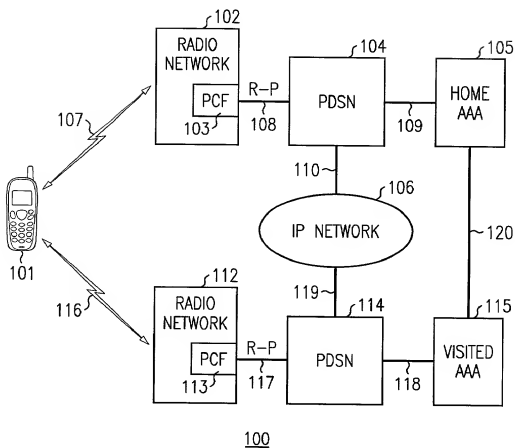 102
RADIO
NETWORK
PCF
103
107
R-P
108
104
PDSN
109
105
HOME
AAA
110
106
IP NETWORK
120
101
116
112
RADIO
NETWORK
PCF
113
R-P
117
119
114
PDSN
118
115
VISITED
AAA
100